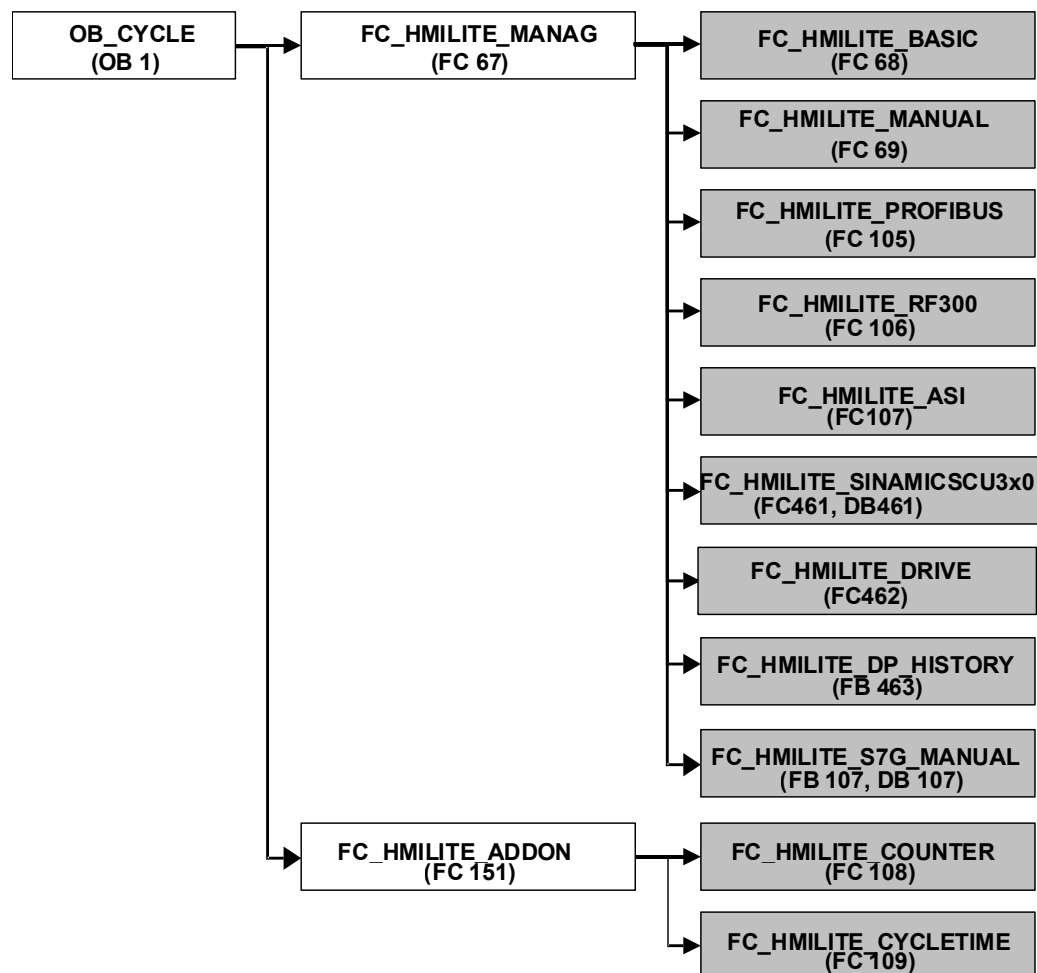 OB_CYCLE
(OB 1)
FC_HMILITE_MANAG
(FC 67)
FC_HMILITE_BASIC
(FC 68)
FC_HMILITE_MANUAL
(FC 69)
FC_HMILITE_PROFIBUS
(FC 105)
FC_HMILITE_RF300
(FC 106)
FC_HMILITE_ASI
(FC107)
FC_HMILITE_SINAMICSCU3x0
(FC461, DB461)
FC_HMILITE_DRIVE
(FC462)
FC_HMILITE_DP_HISTORY
(FB 463)
FC_HMILITE_S7G_MANUAL
(FB 107, DB 107)
FC_HMILITE_ADDON
(FC 151)
FC_HMILITE_COUNTER
(FC 108)
FC_HMILITE_CYCLETIME
(FC 109)